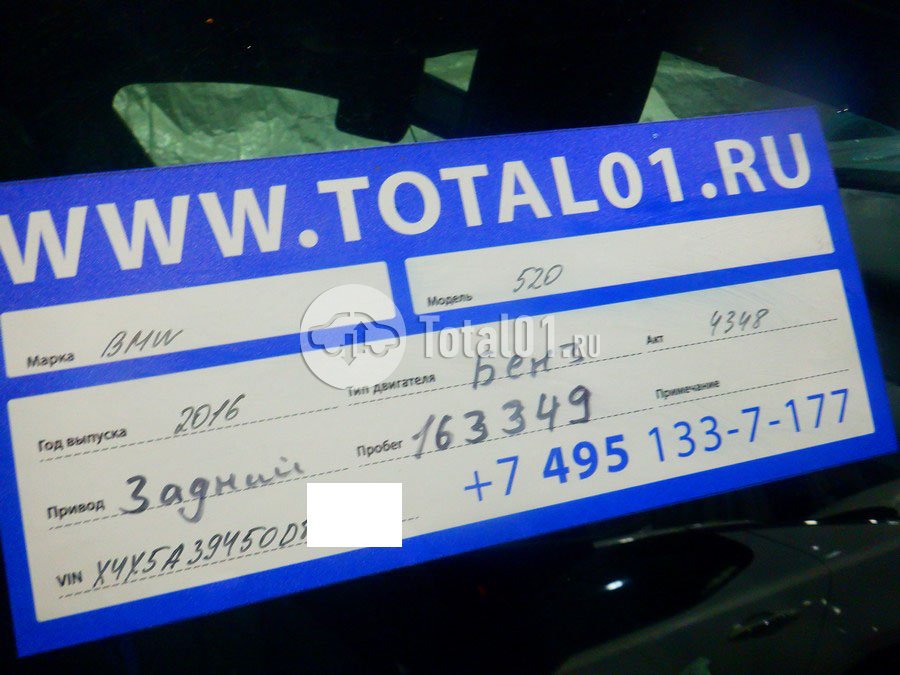 WWW.TOTAL01.RU
Марка BMW
Модель 520
Total01.RU
Год выпуска 2016
Тип двигателя Бенз
Акт 4348
Привод Задний
Пробег 163349
Примечание
VIN X4X5A39450D
+7 495 133-7-177